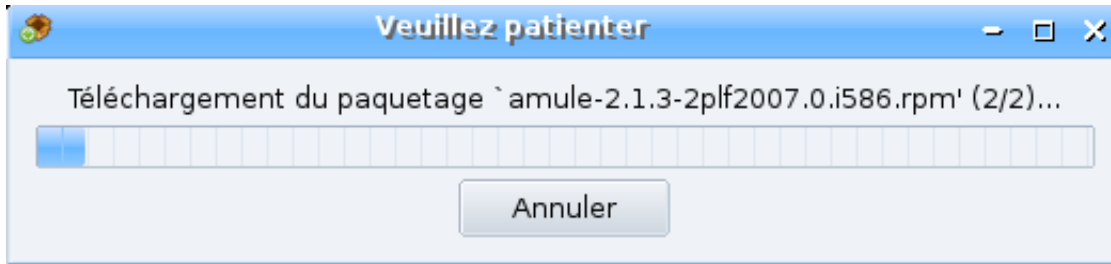 Veuillez patienter
Téléchargement du paquetage `amule-2.1.3-2plf2007.0.i586.rpm' (2/2)...
Annuler